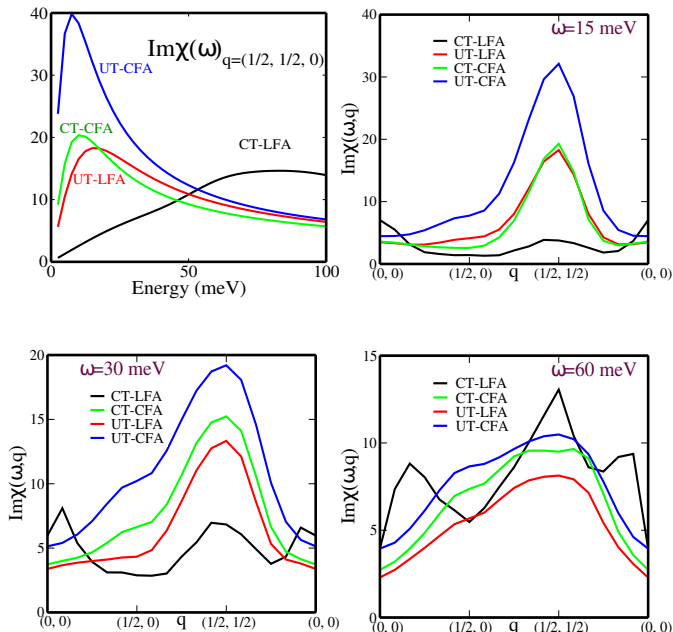 Imχ(ω)q=(1/2, 1/2, 0)
UT-CFA
CT-CFA
UT-LFA
CT-LFA
40
30
20
10
0
0 50 100
Energy (meV)
ω=15 meV
CT-LFA
UT-LFA
CT-CFA
UT-CFA
Imχ(ω,q)
40
30
20
10
0
(0, 0) (1/2, 0) q (1/2, 1/2) (0, 0)
ω=30 meV
CT-LFA
CT-CFA
UT-LFA
UT-CFA
Imχ(ω,q)
20
15
10
5
0
(0, 0) (1/2, 0) q (1/2, 1/2) (0, 0)
ω=60 meV
CT-LFA
CT-CFA
UT-LFA
UT-CFA
Imχ(ω,q)
15
10
5
0
(0, 0) (1/2, 0) q (1/2, 1/2) (0, 0)